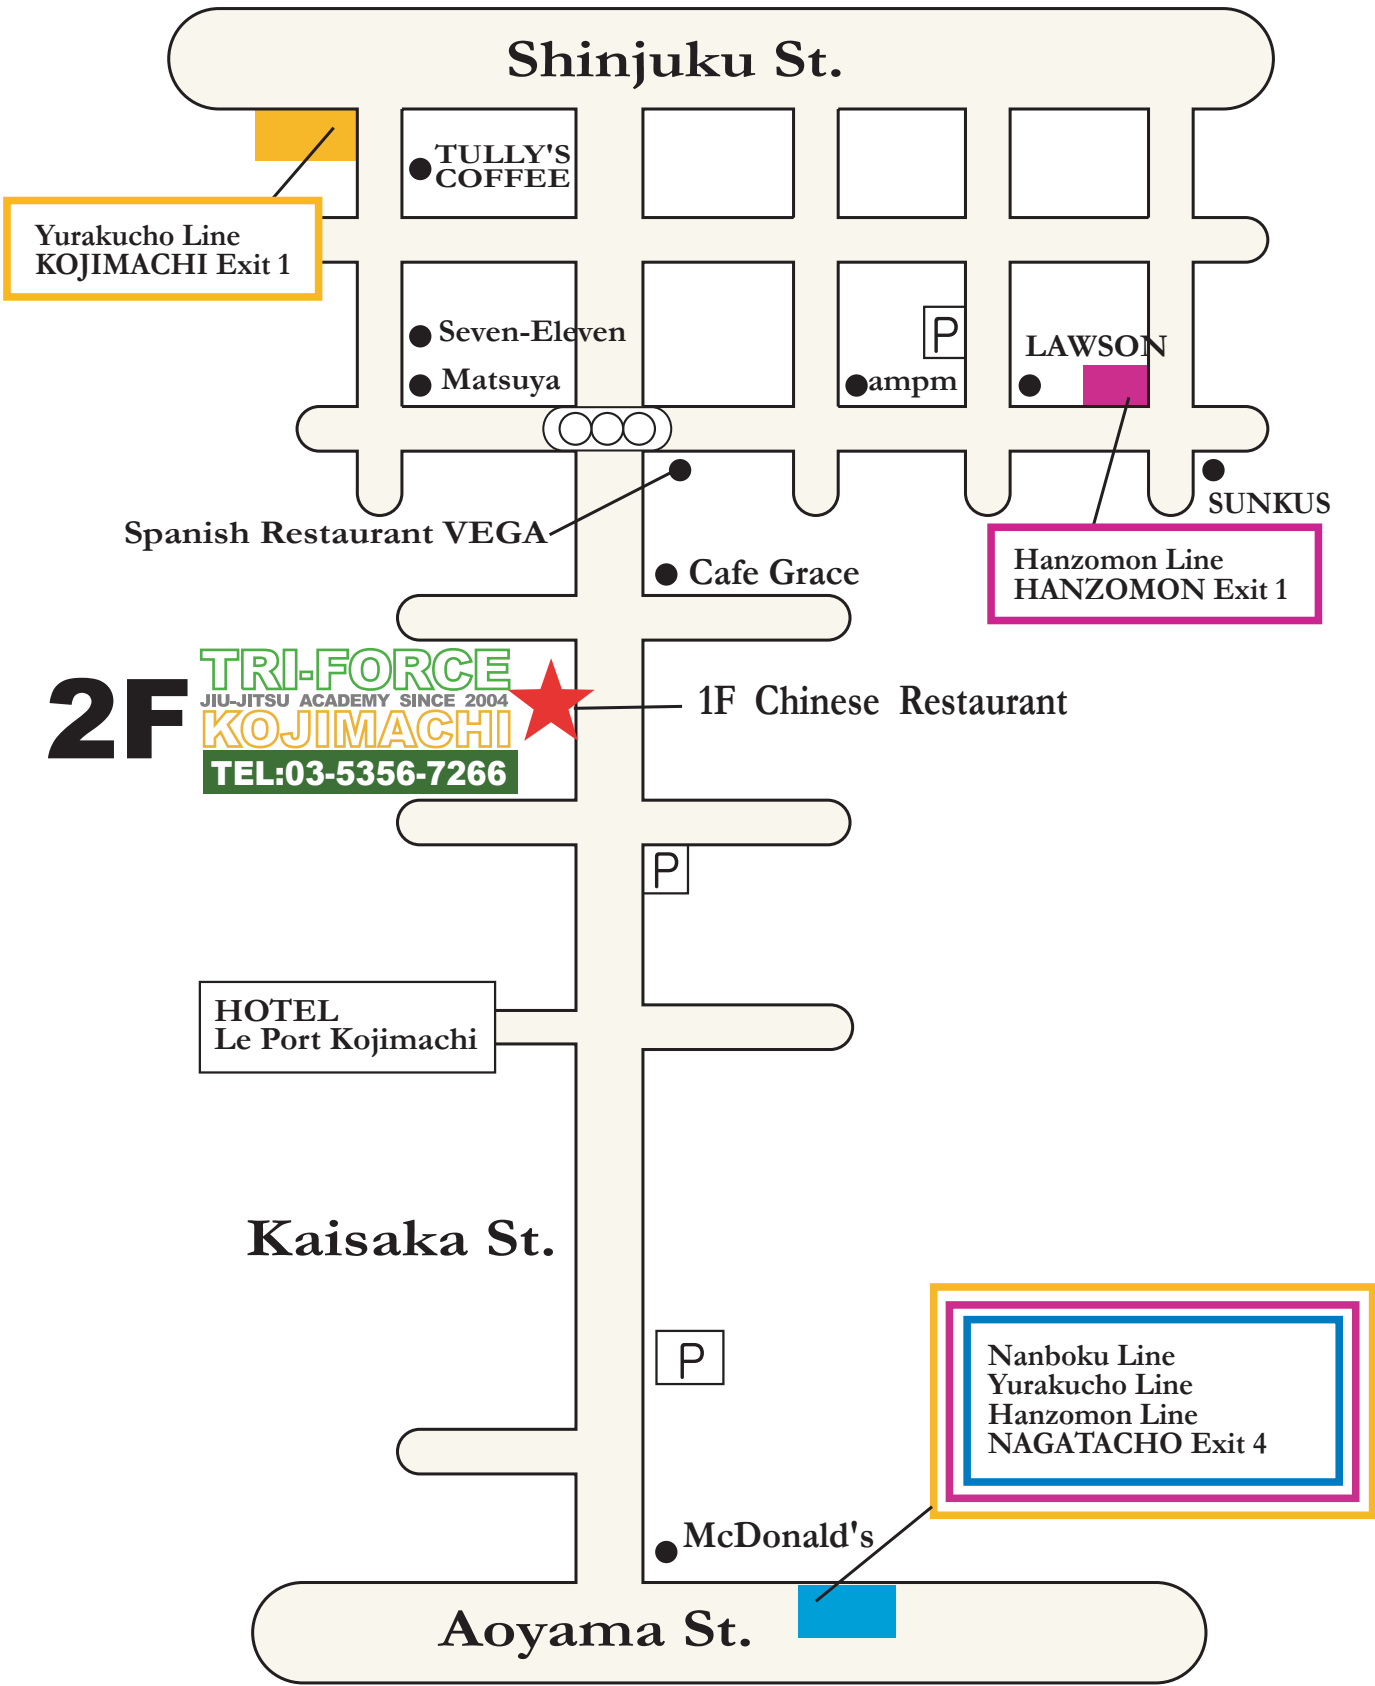 Shinjuku St.
TULLY'S
COFFEE
Yurakucho Line
KOJIMACHI Exit 1
Seven-Eleven
Matsuya
P
ampm
LAWSON
SUNKUS
Spanish Restaurant VEGA
Cafe Grace
Hanzomon Line
HANZOMON Exit 1
2F
TRI-FORCE
JIU-JITSU ACADEMY SINCE 2004
KOJIMACHI
TEL:03-5356-7266
1F Chinese Restaurant
P
HOTEL
Le Port Kojimachi
Kaisaka St.
P
Nanboku Line
Yurakucho Line
Hanzomon Line
NAGATACHO Exit 4
McDonald's
Aoyama St.